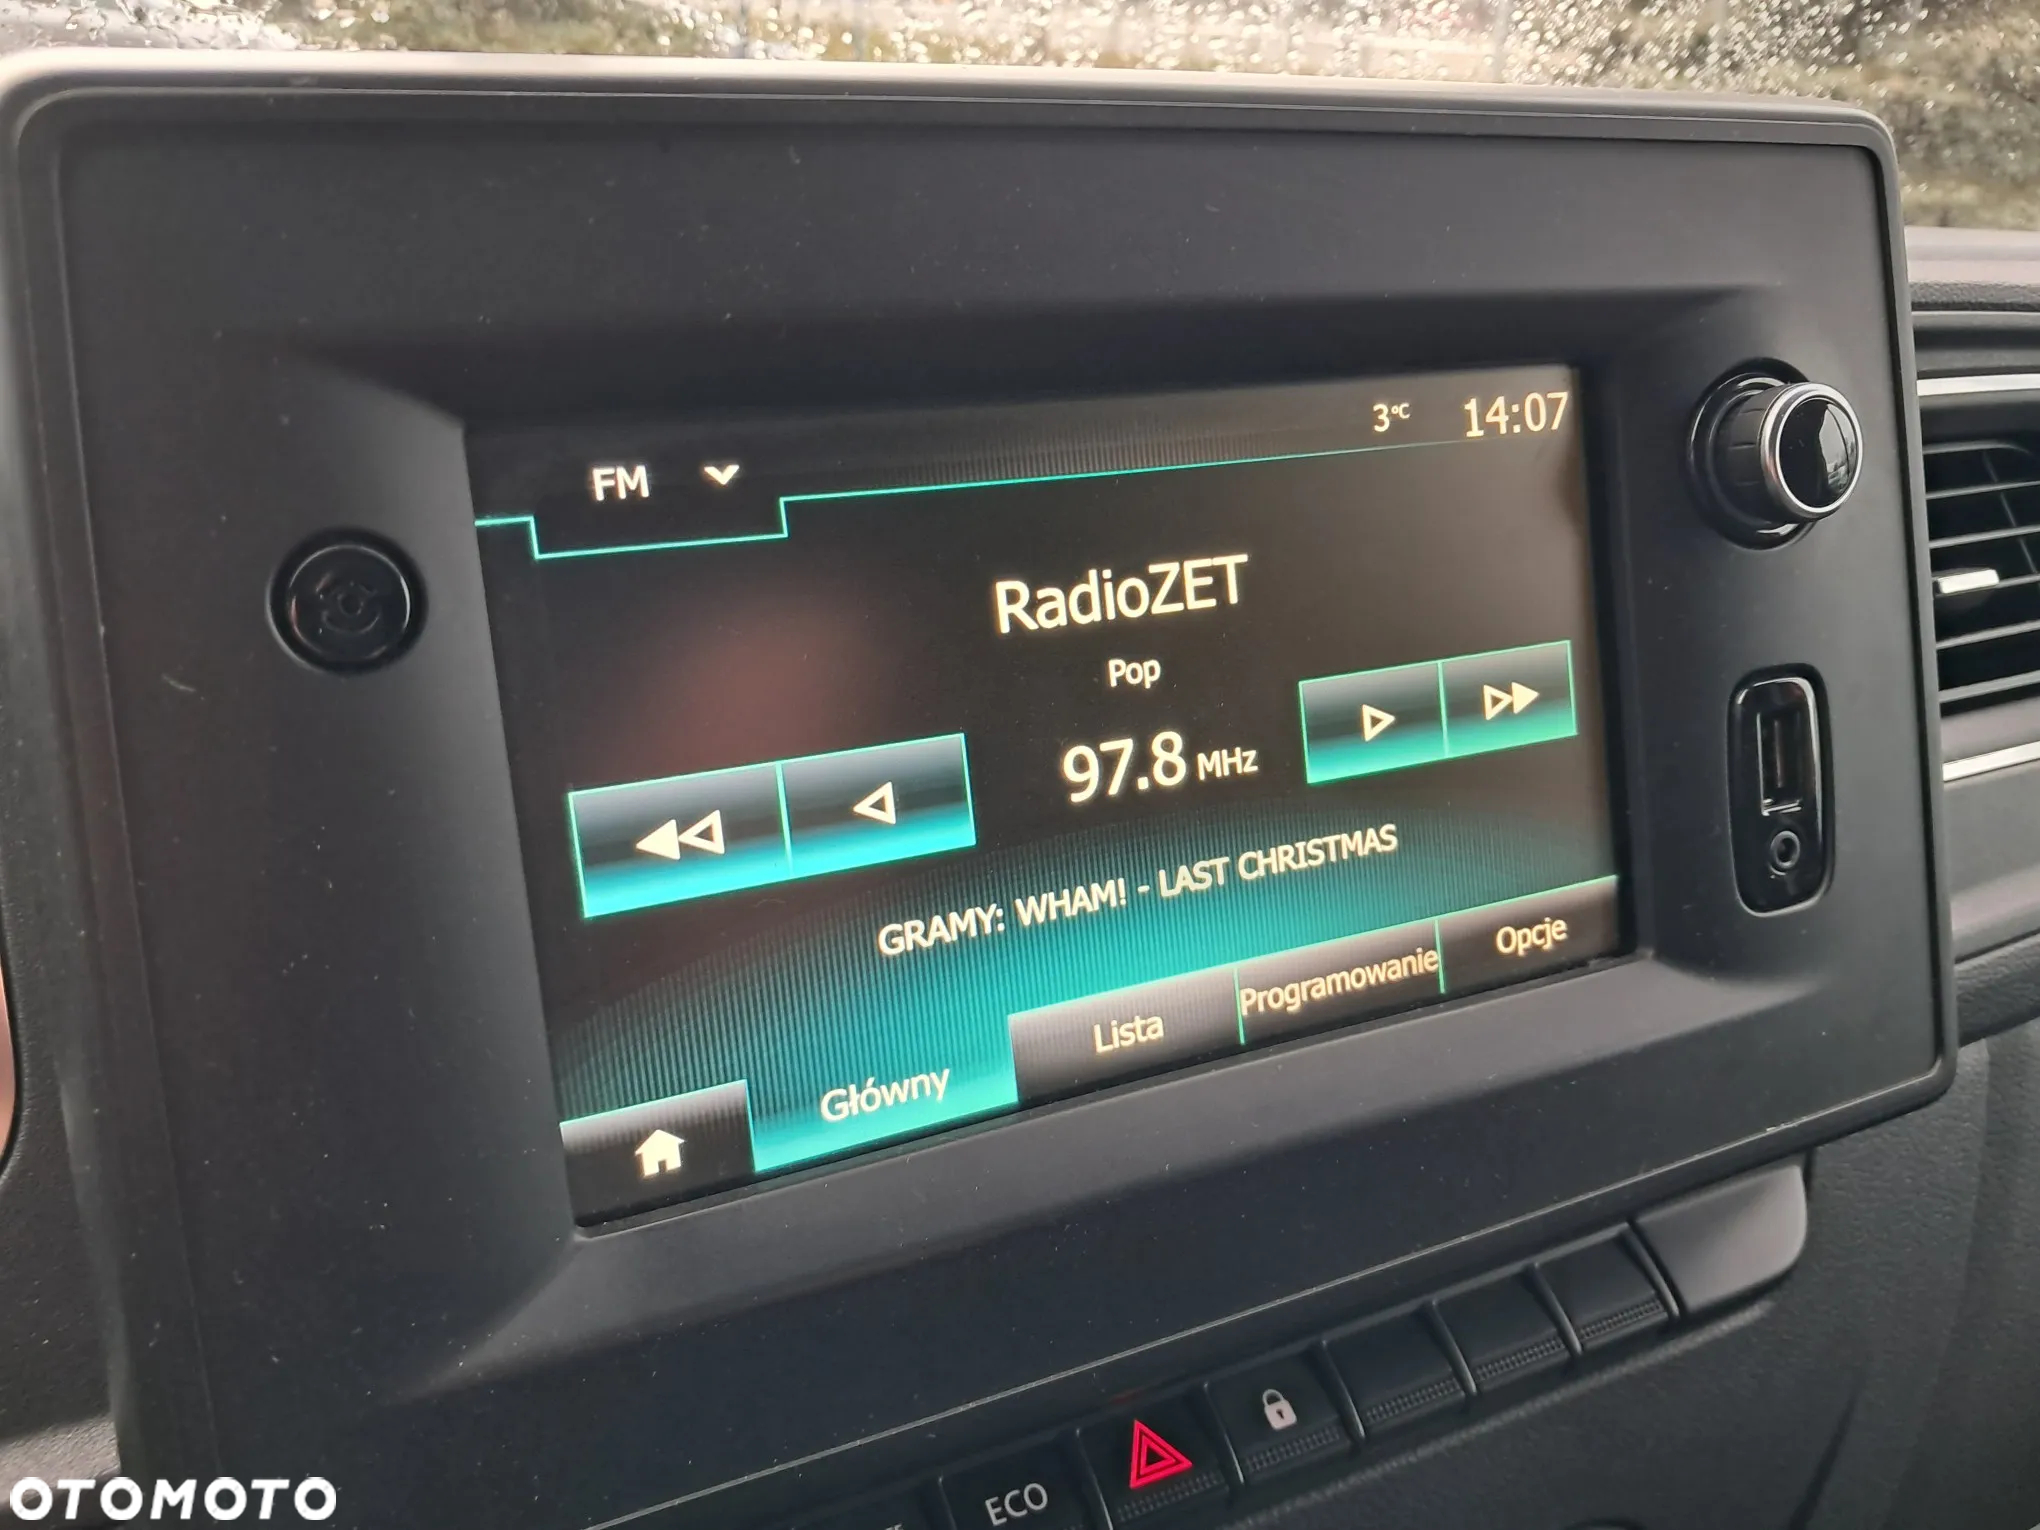 3°C 14:07
FM
RadioZET
Pop
97.8 MHz
GRAMY: WHAM! - LAST CHRISTMAS
Główny Lista Programowanie Opcje
ECO
OTOMOTO